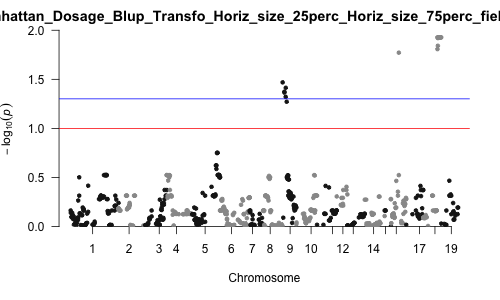 nhattan_Dosage_Blup_Transfo_Horiz_size_25perc_Horiz_size_75perc_fiel
2.0
1.5
1.0
0.5
0.0
− log10(p)
1 2 3 4 5 6 7 8 9 10 12 14 17 19
Chromosome